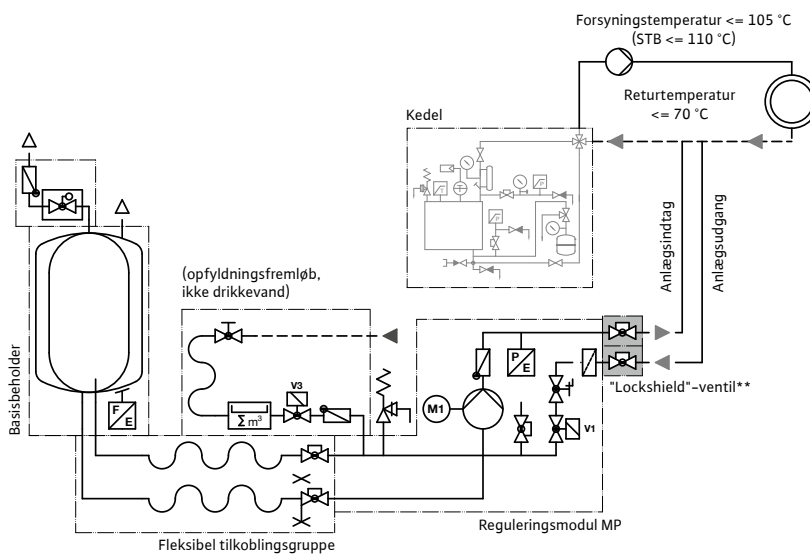 Forsyningstemperatur <= 105 °C
(STB <= 110 °C)
Returtemperatur
<= 70 °C
Kedel
Anlægsindtag
Anlægsudgang
(opfyldningsfremløb,
ikke drikkevand)
Basisbeholder
P
E
"Lockshield"-ventil**
V3
M1
F
E
Σ m³
V1
Reguleringsmodul MP
Fleksibel tilkoblingsgruppe